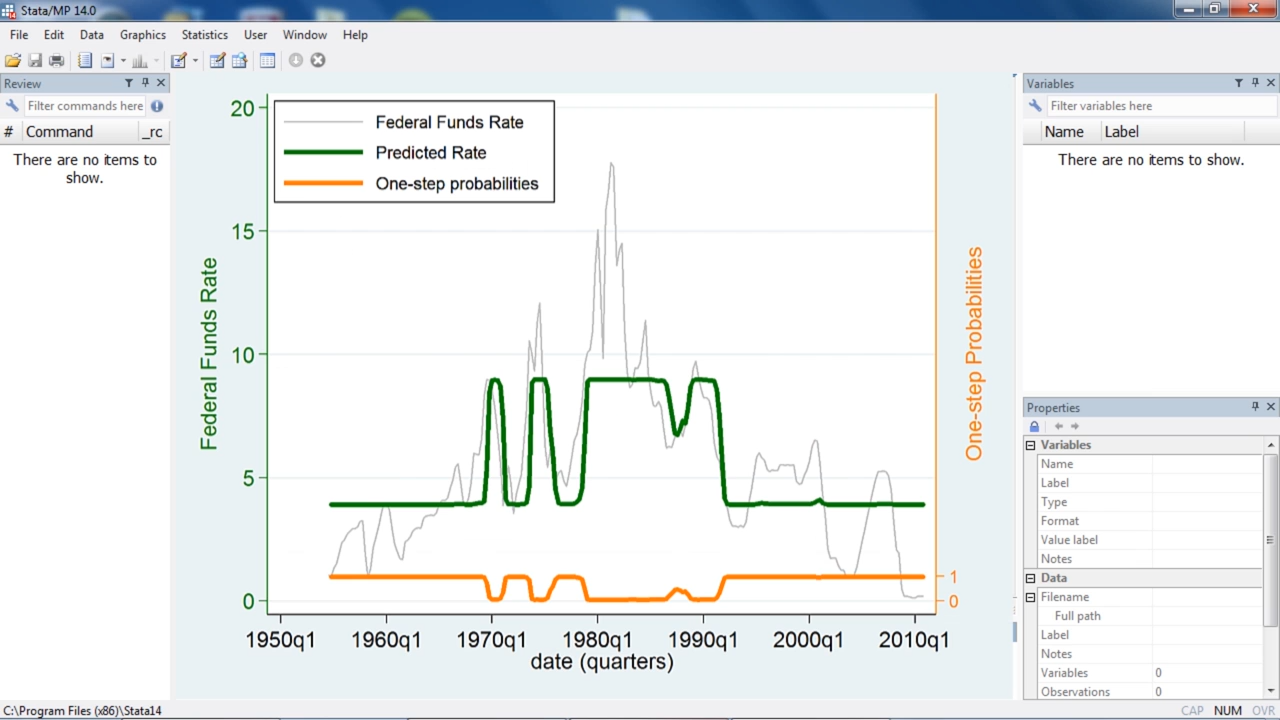 Stata/MP 14.0
File Edit Data Graphics Statistics User Window Help
Review
Filter commands here
# Command _rc
There are no items to
show.
20
15
10
5
0
Federal Funds Rate
Federal Funds Rate
Predicted Rate
One-step probabilities
One-step Probabilities
1
0
1950q1 1960q1 1970q1 1980q1 1990q1 2000q1 2010q1
date (quarters)
Variables
Filter variables here
Name Label
There are no items to show.
Properties
Variables
Name
Label
Type
Format
Value label
Notes
Data
Filename
Full path
Label
Notes
Variables 0
Observations 0
C:\Program Files (x86)\Stata14
CAP NUM OVR